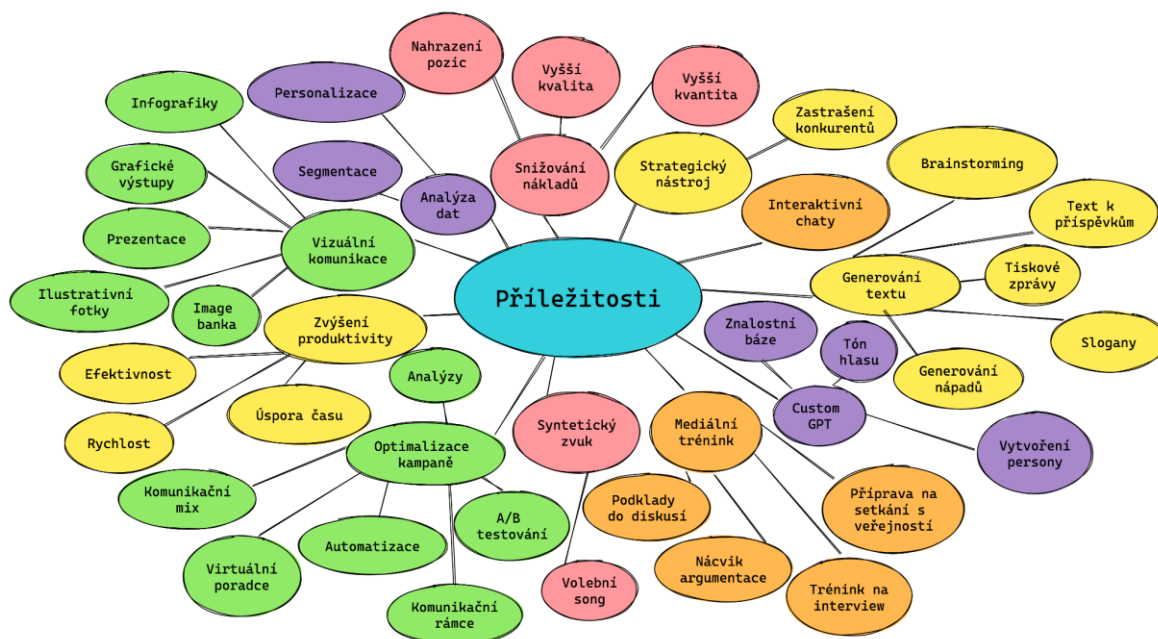 Nahrazení
pozic
Vyšší
kvalita
Vyšší
kvantita
Infografiky
Personalizace
Zastrašení
konkurentů
Brainstorming
Grafické
výstupy
Segmentace
Analýza
dat
Snižování
nákladů
Strategický
nástroj
Interaktivní
chaty
Text k
příspěvkům
Prezentace
Vizuální
komunikace
Příležitosti
Generování
textu
Tiskové
zprávy
Ilustrativní
fotky
Image
banka
Zvýšení
produktivity
Znalostní
báze
Tón
hlasu
Slogany
Efektivnost
Analýzy
Generování
nápadů
Rychlost
Úspora času
Syntetický
zvuk
Mediální
trénink
Custom
GPT
Vytvoření
persony
Optimalizace
kampaně
Komunikační
mix
Podklady
do diskusí
Příprava na
setkání s
veřejností
A/B
testování
Automatizace
Virtuální
poradce
Nácvik
argumentace
Volební
song
Trénink na
interview
Komunikační
rámce